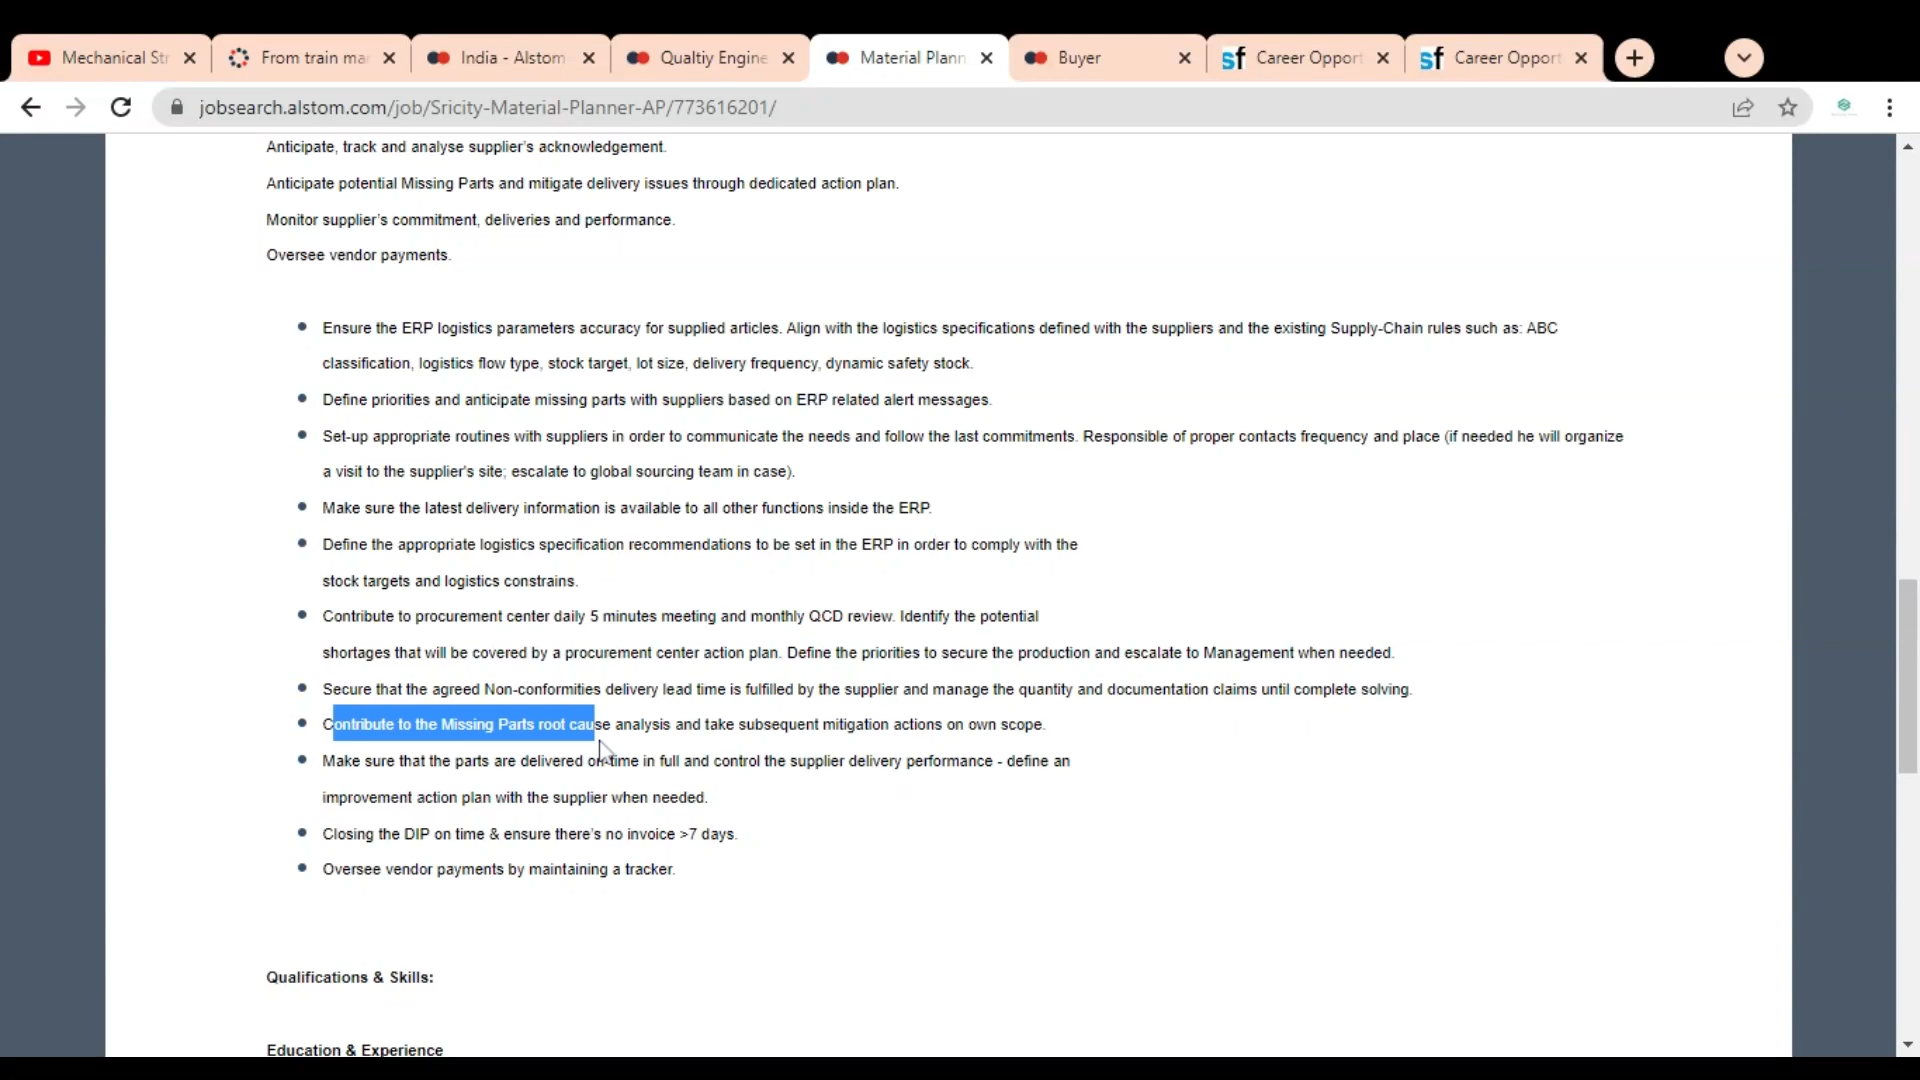 Mechanical St
From train ma
India - Alstom
Qualtiy Engine
Material Plann
Buyer
sf Career Opport
sf Career Opport
jobsearch.alstom.com/job/Sricity-Material-Planner-AP/773616201/
Anticipate, track and analyse supplier's acknowledgement.
Anticipate potential Missing Parts and mitigate delivery issues through dedicated action plan.
Monitor supplier's commitment, deliveries and performance.
Oversee vendor payments.
Ensure the ERP logistics parameters accuracy for supplied articles. Align with the logistics specifications defined with the suppliers and the existing Supply-Chain rules such as: ABC
classification, logistics flow type, stock target, lot size, delivery frequency, dynamic safety stock.
Define priorities and anticipate missing parts with suppliers based on ERP related alert messages.
Set-up appropriate routines with suppliers in order to communicate the needs and follow the last commitments. Responsible of proper contacts frequency and place (if needed he will organize
a visit to the supplier's site; escalate to global sourcing team in case).
Make sure the latest delivery information is available to all other functions inside the ERP.
Define the appropriate logistics specification recommendations to be set in the ERP in order to comply with the
stock targets and logistics constrains.
Contribute to procurement center daily 5 minutes meeting and monthly QCD review. Identify the potential
shortages that will be covered by a procurement center action plan. Define the priorities to secure the production and escalate to Management when needed.
Secure that the agreed Non-conformities delivery lead time is fulfilled by the supplier and manage the quantity and documentation claims until complete solving.
Contribute to the Missing Parts root cause analysis and take subsequent mitigation actions on own scope.
Make sure that the parts are delivered on time in full and control the supplier delivery performance - define an
improvement action plan with the supplier when needed.
Closing the DIP on time & ensure there's no invoice >7 days.
Oversee vendor payments by maintaining a tracker.
Qualifications & Skills:
Education & Experience